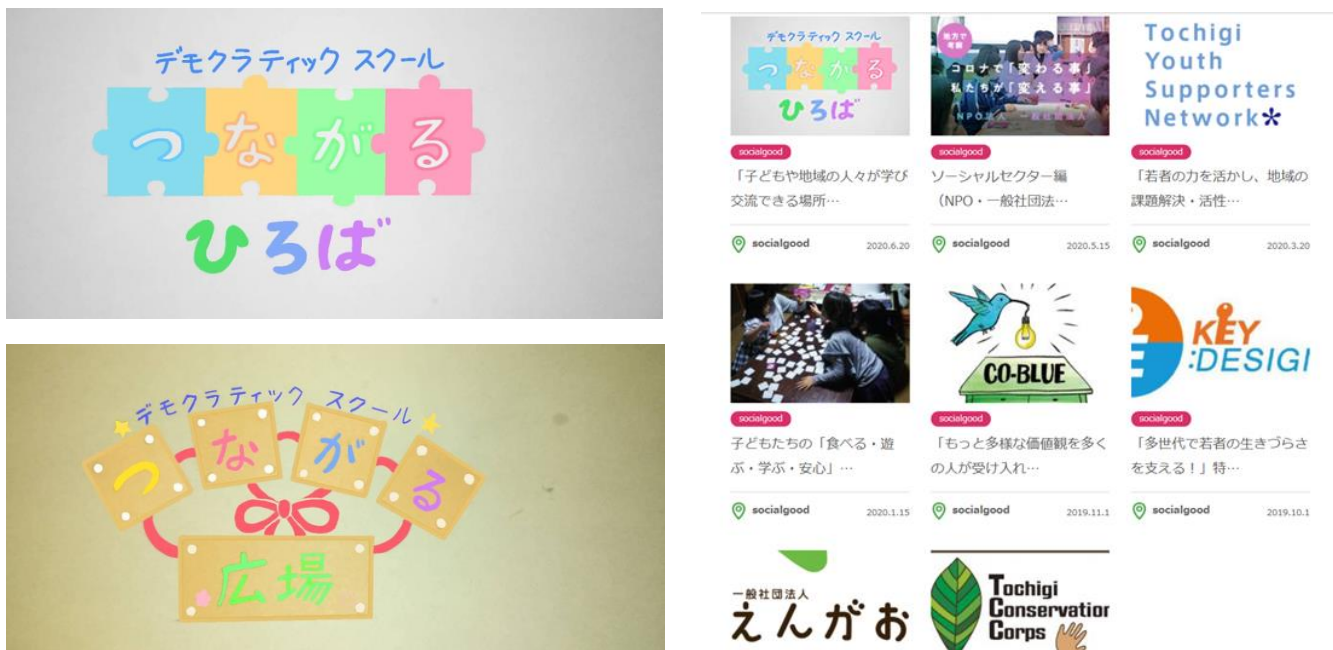 デモクラティック スクール
つながる
ひろば
デモクラティック スクール
つながる
広場
デモクラティック スクール
つながる
ひろば
socialgood
「子どもや地域の人々が学び
交流できる場所…
socialgood
2020.6.20
地方で
考察
コロナで「変わる事」
私たちが「変える事」
NPO法人 一般社団法人
socialgood
ソーシャルセクター編
（NPO・一般社団法…
socialgood
2020.5.15
Tochigi
Youth
Supporters
Network*
socialgood
「若者の力を活かし、地域の
課題解決・活性…
socialgood
2020.3.20
socialgood
子どもたちの「食べる・遊
ぶ・学ぶ・安心」…
socialgood
2020.1.15
CO-BLUE
socialgood
「もっと多様な価値観を多く
の人が受け入れ…
socialgood
2019.11.1
KEY
:DESIGI
socialgood
「多世代で若者の生きづらさ
を支える！」特…
socialgood
2019.10.1
一般社団法人
えんがお
Tochigi
Conservation
Corps